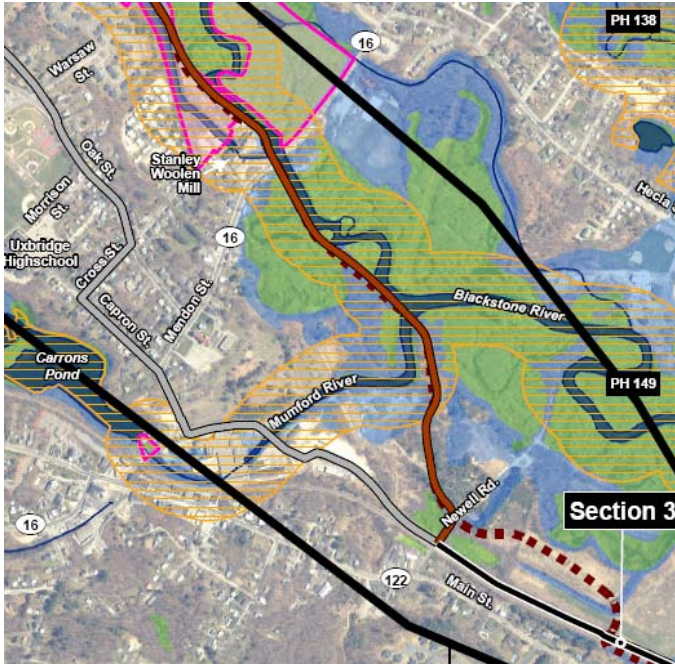 PH 138
16
Warsaw
St.
Oak St.
Stanley
Woolen
Mill
Morrison
St.
Hecla
16
Uxbridge
Highschool
Cross St.
Mendon St.
Blackstone River
Capron St.
Carrons
Pond
Mumford River
PH 149
Newell Rd.
Section 3
16
122
Main St.